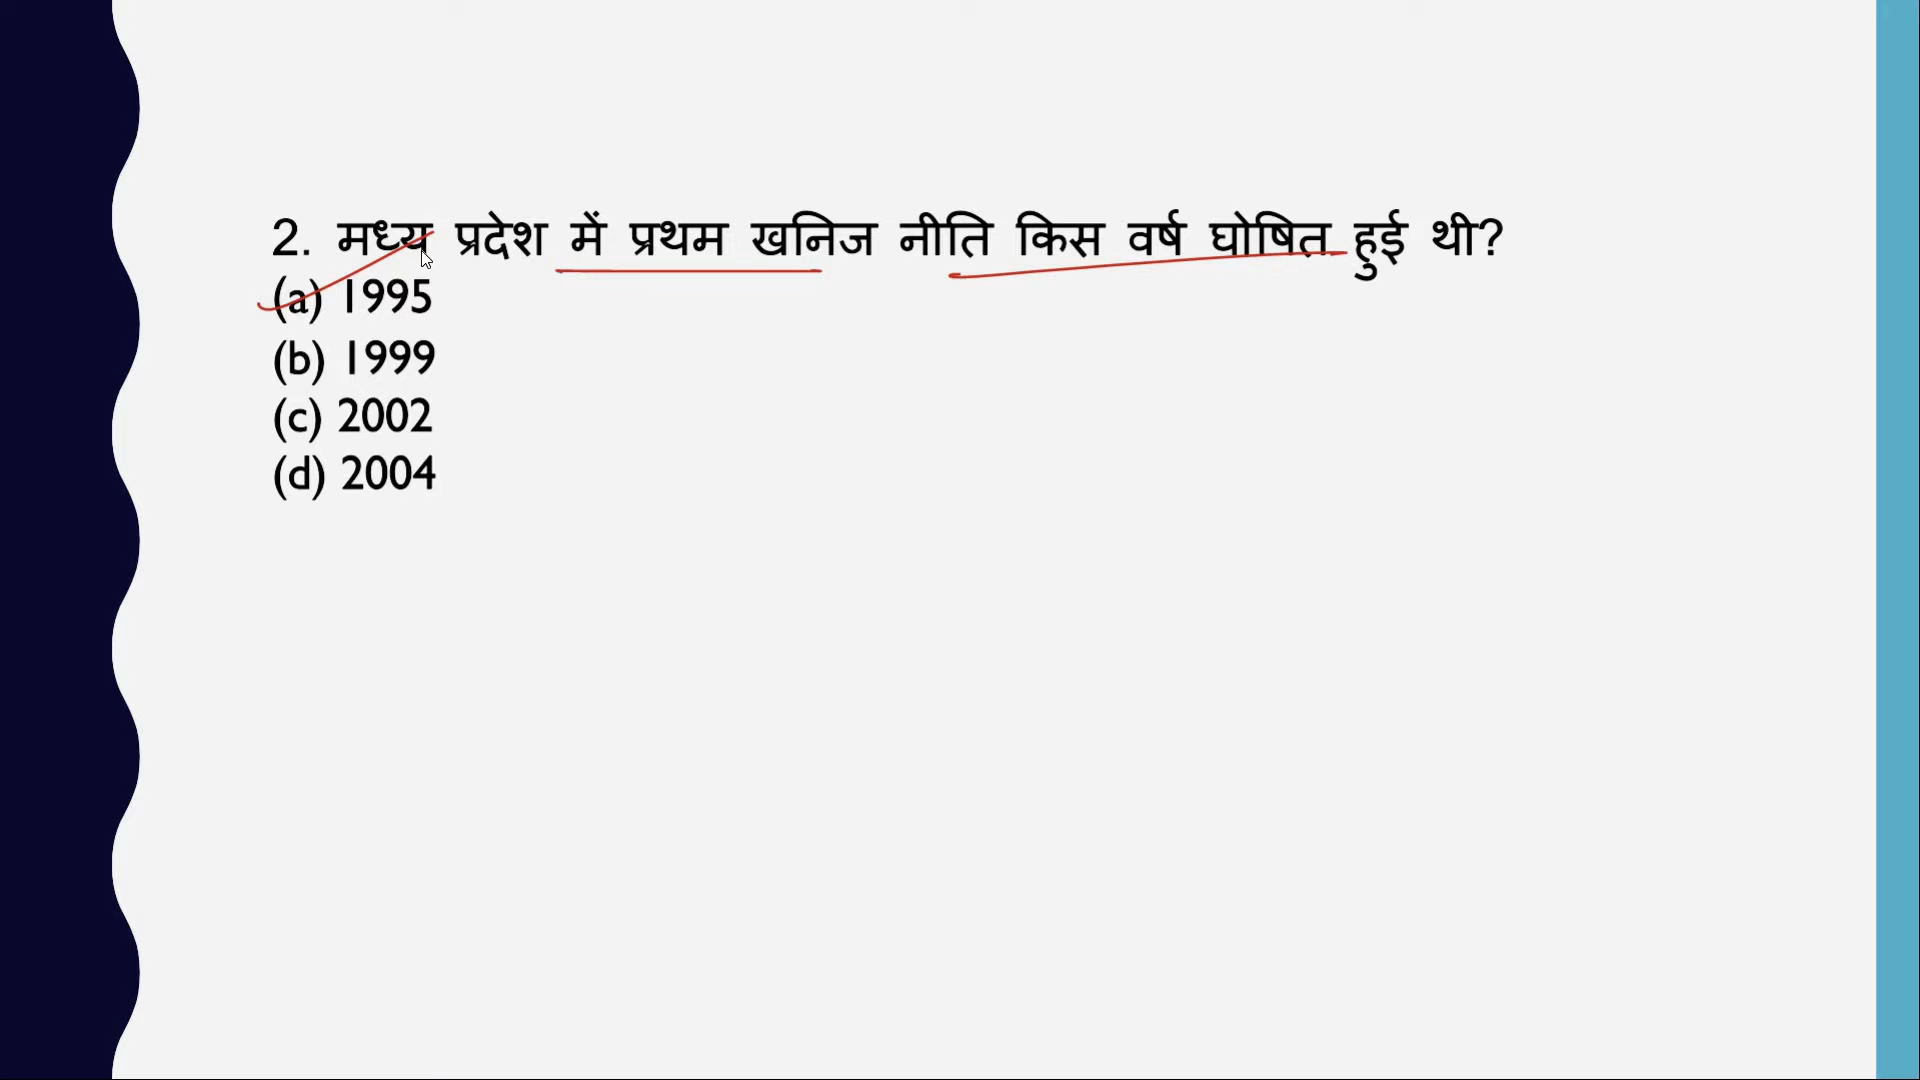 2. मध्य प्रदेश में प्रथम खनिज नीति किस वर्ष घोषित हुई थी?
(a) 1995
(b) 1999
(c) 2002
(d) 2004